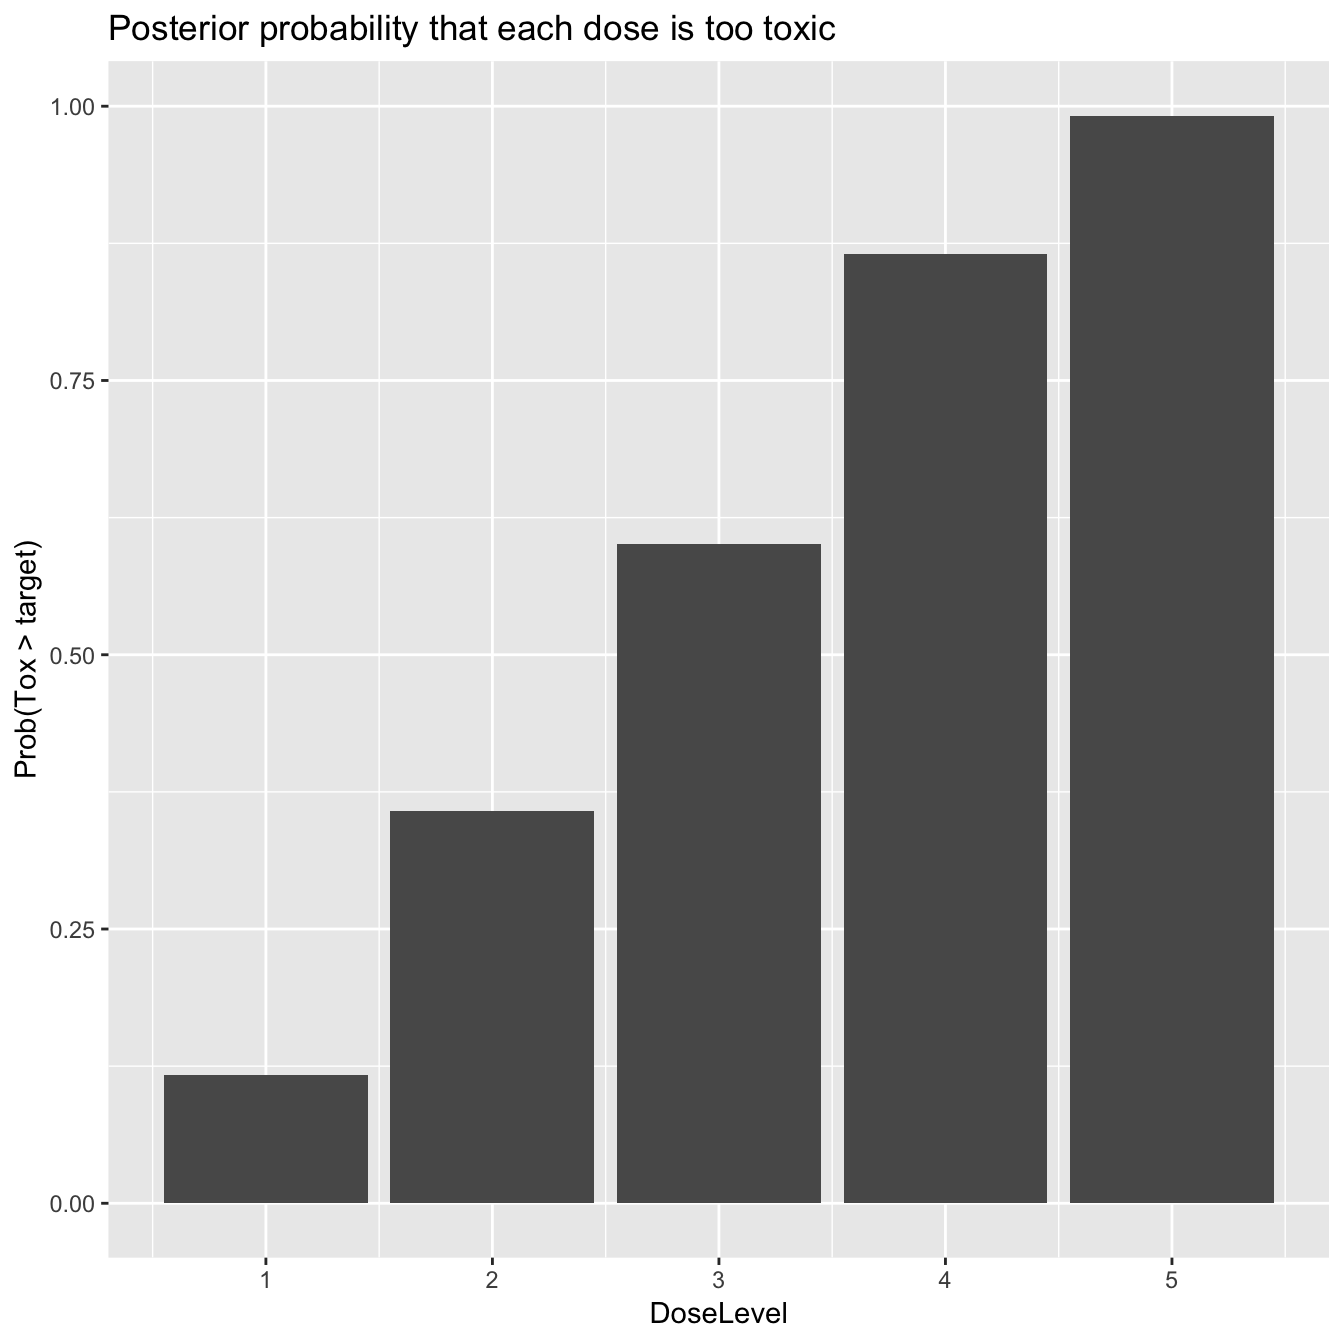 Posterior probability that each dose is too toxic
Prob(Tox > target)
1.00
0.75
0.50
0.25
0.00
1 2 3 4 5
DoseLevel